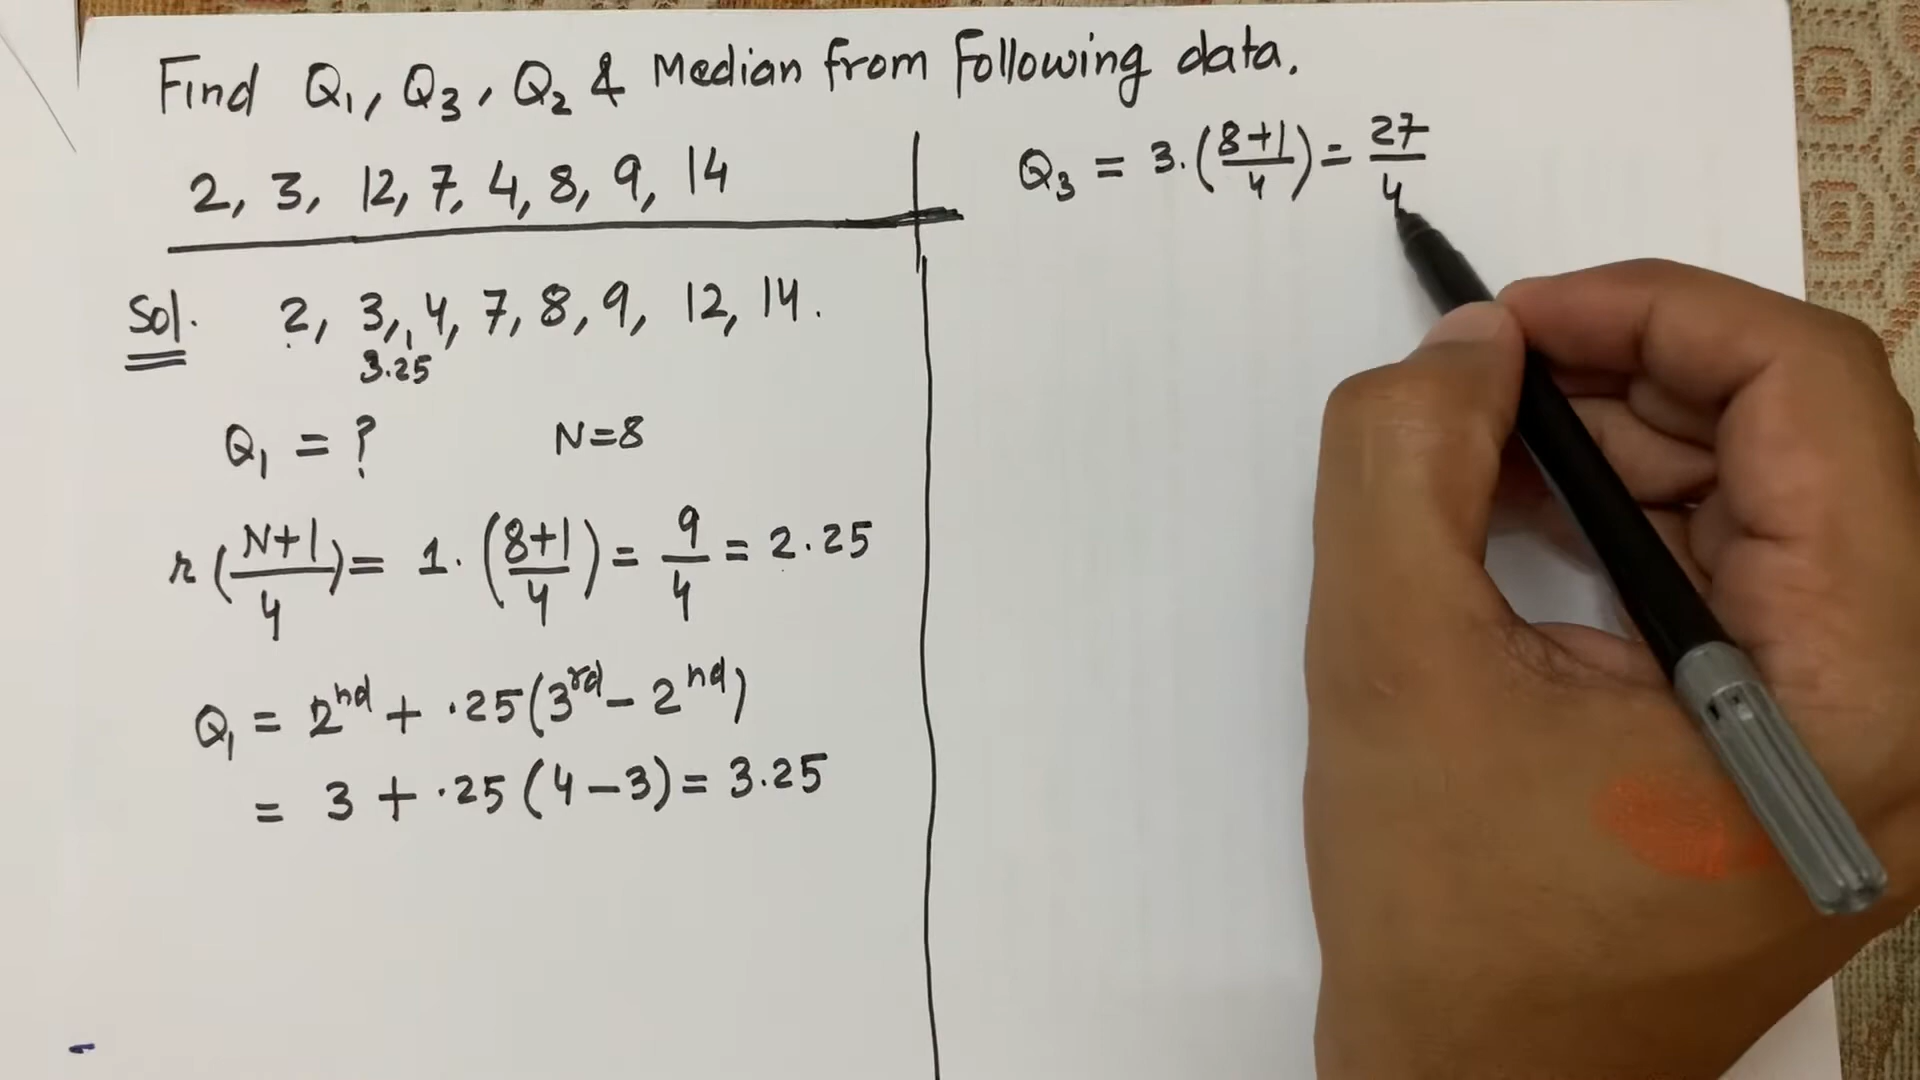 Find Q₁, Q₃, Q₂ & Median from Following data.
2, 3, 12, 7, 4, 8, 9, 14
Sol. 2, 3, 4, 7, 8, 9, 12, 14.
3.25
Q₁ = ? N=8
r(N+1/4) = 1.(8+1/4) = 9/4 = 2.25
Q₁ = 2nd + .25(3rd - 2nd)
= 3 + .25(4-3) = 3.25
Q₃ = 3.(8+1/4) = 27/4